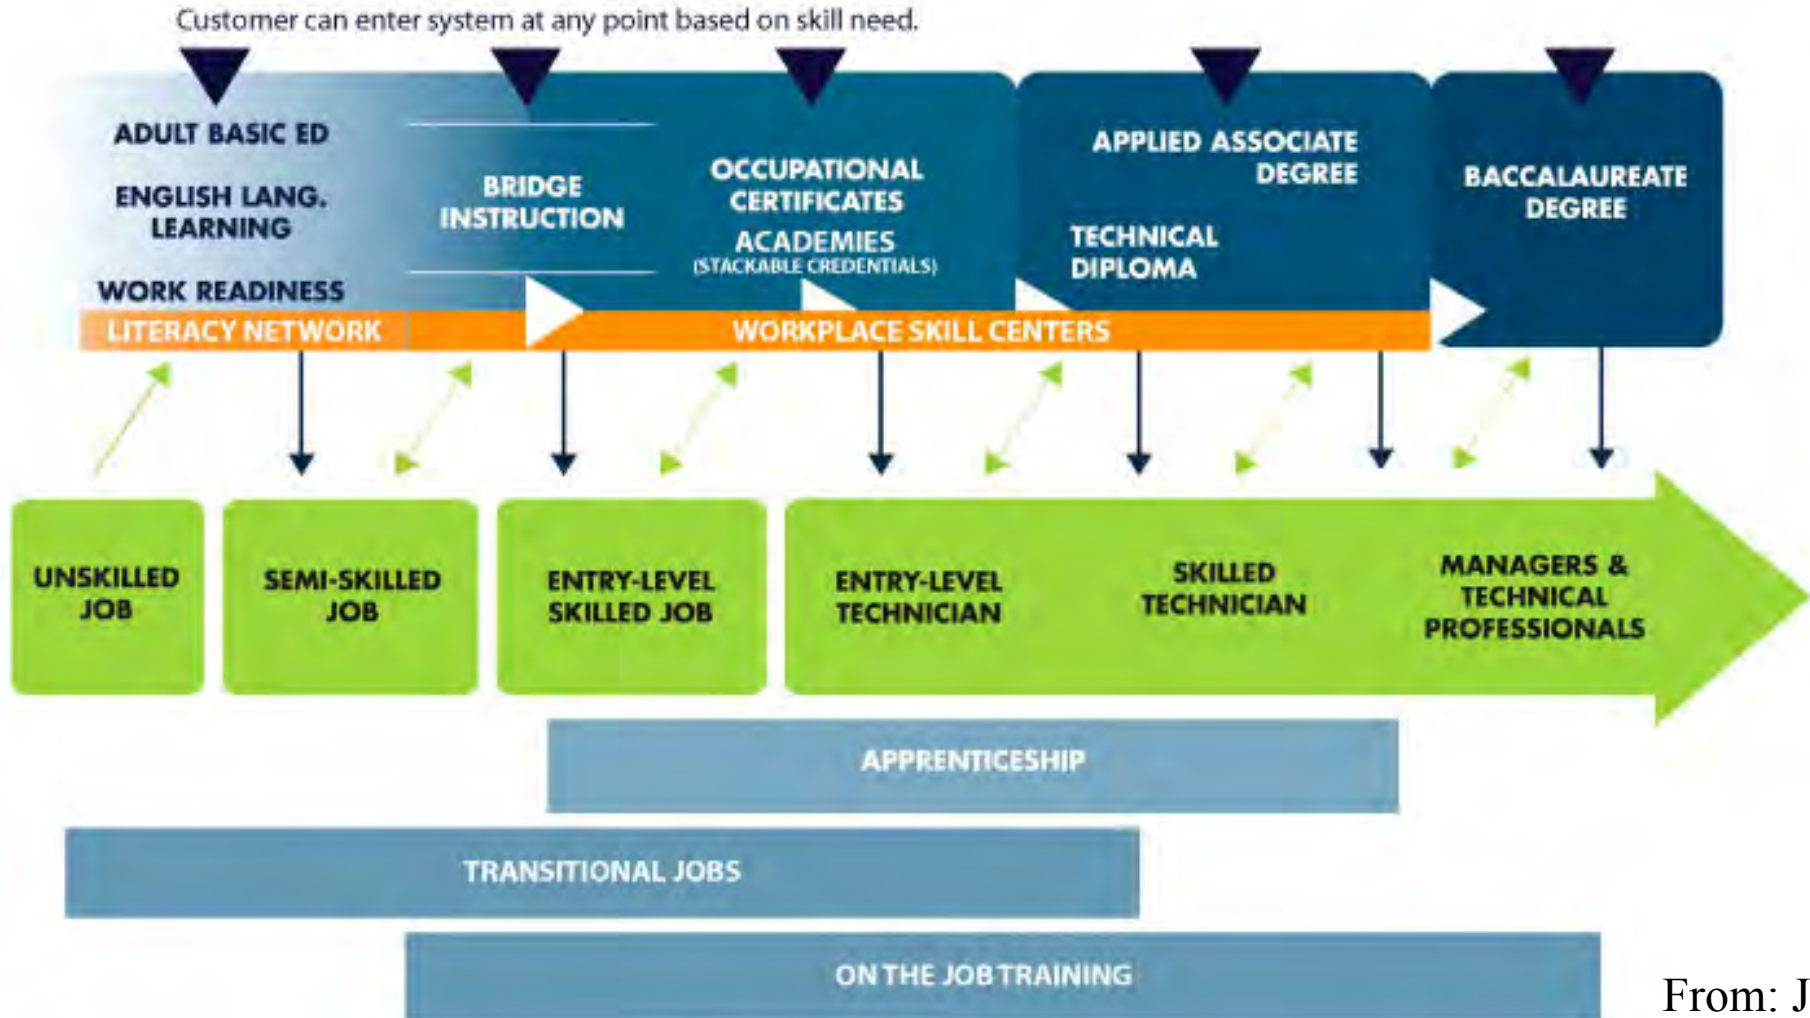 Customer can enter system at any point based on skill need.
ADULT BASIC ED
ENGLISH LANG.
LEARNING
WORK READINESS
BRIDGE
INSTRUCTION
OCCUPATIONAL
CERTIFICATES
ACADEMIES
(STACKABLE CREDENTIALS)
APPLIED ASSOCIATE
DEGREE
TECHNICAL
DIPLOMA
BACCALAUREATE
DEGREE
LITERACY NETWORK
WORKPLACE SKILL CENTERS
UNSKILLED
JOB
SEMI-SKILLED
JOB
ENTRY-LEVEL
SKILLED JOB
ENTRY-LEVEL
TECHNICIAN
SKILLED
TECHNICIAN
MANAGERS &
TECHNICAL
PROFESSIONALS
APPRENTICESHIP
TRANSITIONAL JOBS
ON THE JOB TRAINING
From: J